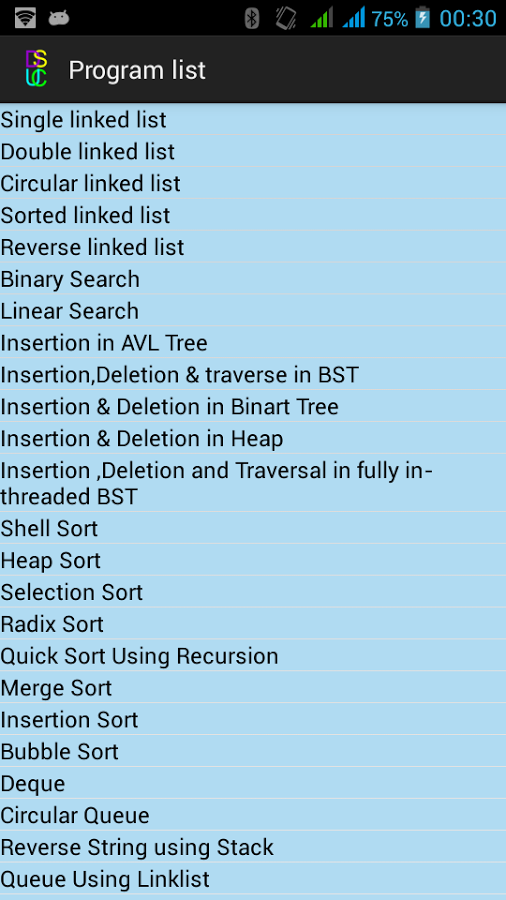 75% 00:30
DS
UC
Program list
Single linked list
Double linked list
Circular linked list
Sorted linked list
Reverse linked list
Binary Search
Linear Search
Insertion in AVL Tree
Insertion,Deletion & traverse in BST
Insertion & Deletion in Binart Tree
Insertion & Deletion in Heap
Insertion ,Deletion and Traversal in fully in-
threaded BST
Shell Sort
Heap Sort
Selection Sort
Radix Sort
Quick Sort Using Recursion
Merge Sort
Insertion Sort
Bubble Sort
Deque
Circular Queue
Reverse String using Stack
Queue Using Linklist